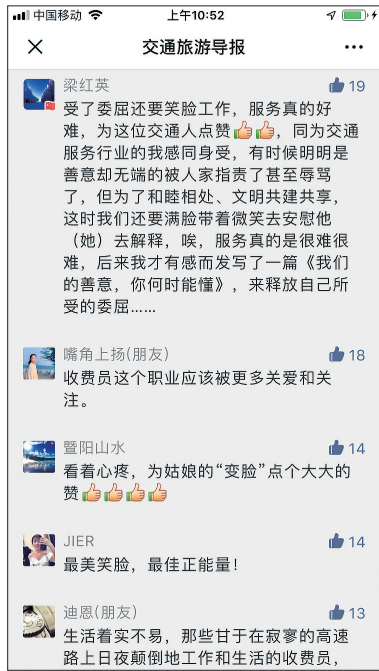 中国移动 上午10:52
交通旅游导报
梁红英 19
受了委屈还要笑脸工作，服务真的好
难，为这位交通人点赞👍👍，同为交通
服务行业的我感同身受，有时候明明是
善意却无端的被人家指责了甚至辱骂
了，但为了和睦相处、文明共建共享，
这时我们还要满脸带着微笑去安慰他
（她）去解释，唉，服务真的是很难很
难，后来我才有感而发写了一篇《我们
的善意，你何时能懂》，来释放自己所
受的委屈……
嘴角上扬(朋友) 18
收费员这个职业应该被更多关爱和关
注。
暨阳山水 14
看着心疼，为姑娘的“变脸”点个大大的
赞👍👍👍👍
JIER 14
最美笑脸，最佳正能量！
迪恩(朋友) 13
生活着实不易，那些甘于在寂寥的高速
路上日夜颠倒地工作和生活的收费员，